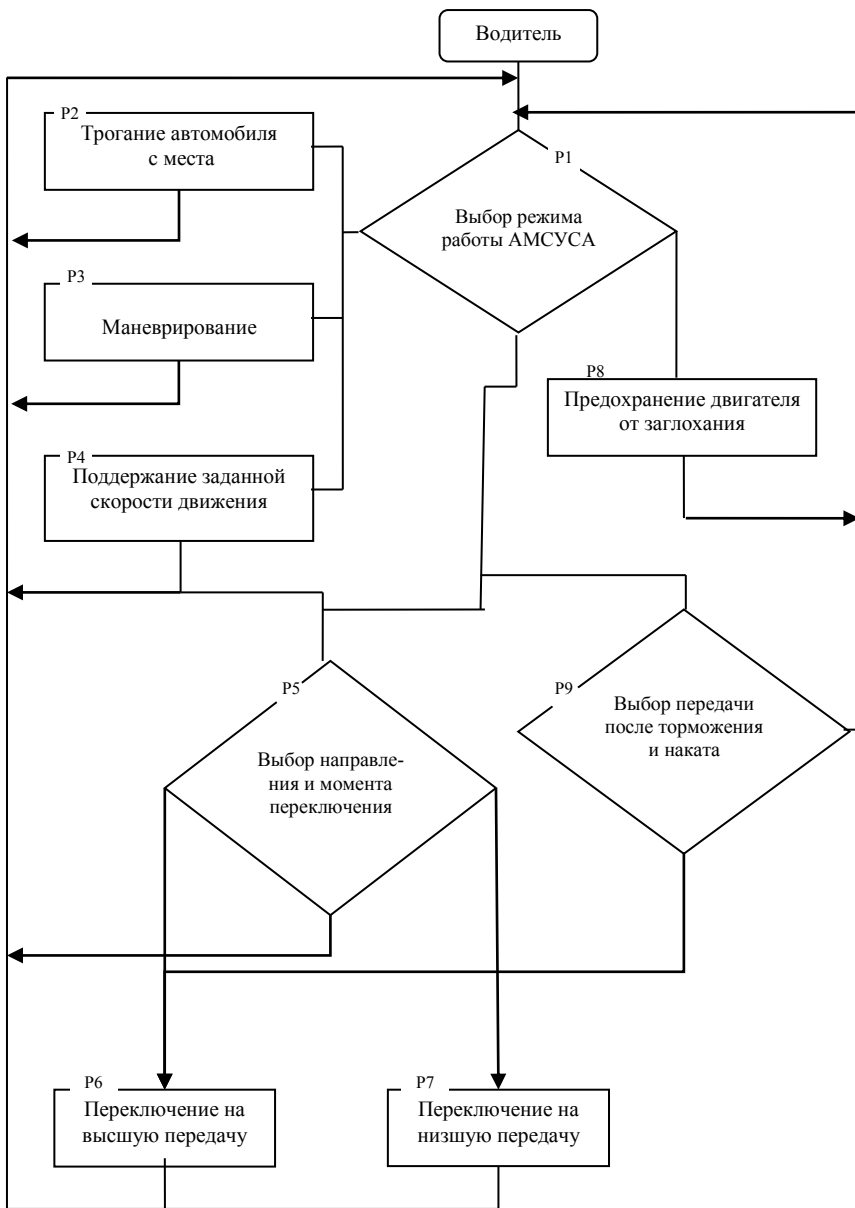 Водитель
P2
Трогание автомобиля
с места
P1
Выбор режима
работы АМСУСА
P3
Маневрирование
P8
Предохранение двигателя
от заглохания
P4
Поддержание заданной
скорости движения
P5
Выбор направле-
ния и момента
переключения
P9
Выбор передачи
после торможения
и наката
P6
Переключение на
высшую передачу
P7
Переключение на
низшую передачу